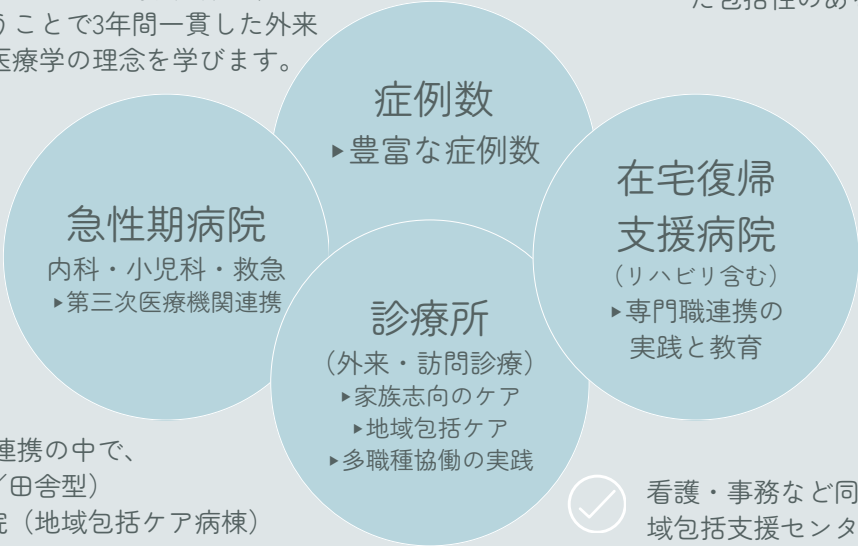 うことで3年間一貫した外来
医療学の理念を学びます。
症例数
▸豊富な症例数
急性期病院
内科・小児科・救急
▸第三次医療機関連携
在宅復帰
支援病院
（リハビリ含む）
▸専門職連携の
実践と教育
診療所
（外来・訪問診療）
▸家族志向のケア
▸地域包括ケア
▸多職種協働の実践
連携の中で、
／田舎型）
院（地域包括ケア病棟）
看護・事務など同
域包括支援センタ